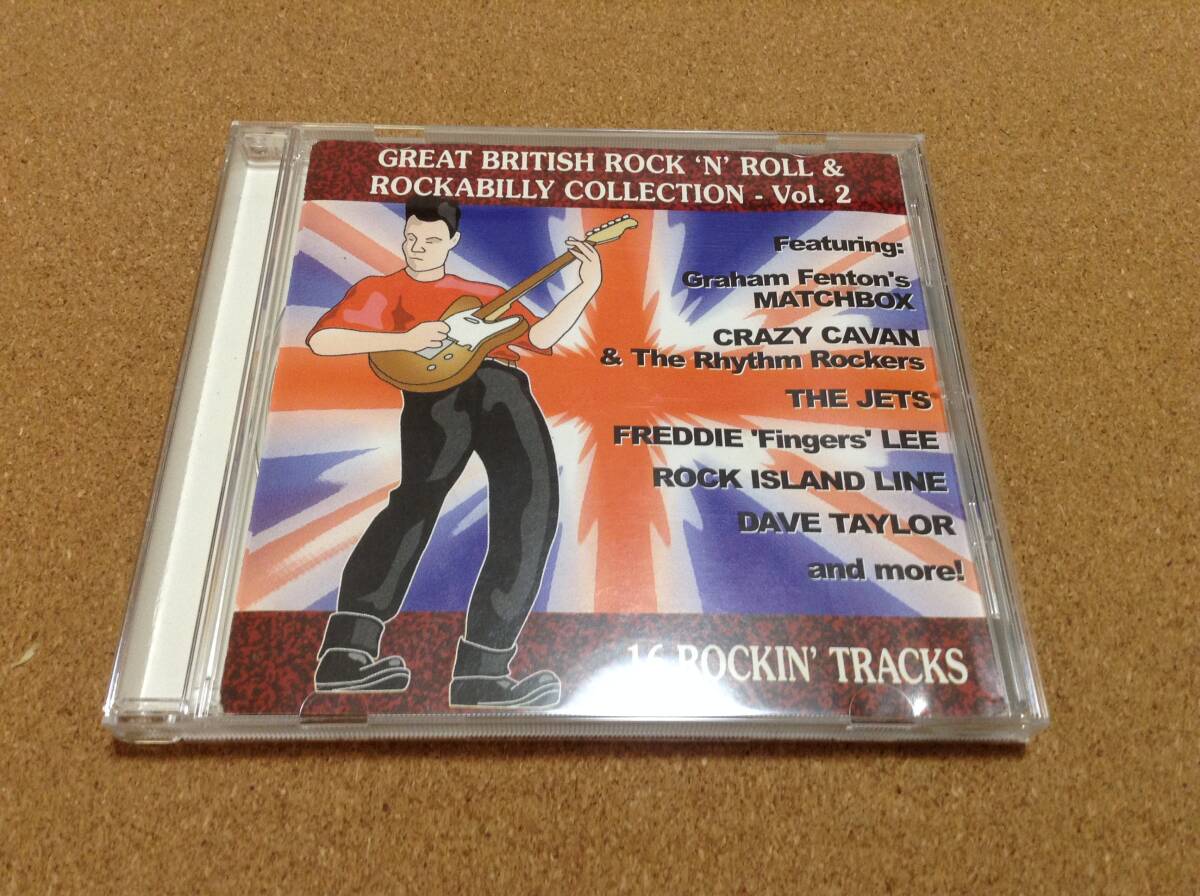 GREAT BRITISH ROCK 'N' ROLL &
ROCKABILLY COLLECTION - Vol. 2
Featuring:
Graham Fenton's
MATCHBOX
CRAZY CAVAN
& The Rhythm Rockers
THE JETS
FREDDIE 'Fingers' LEE
ROCK ISLAND LINE
DAVE TAYLOR
and more!
16 ROCKIN' TRACKS